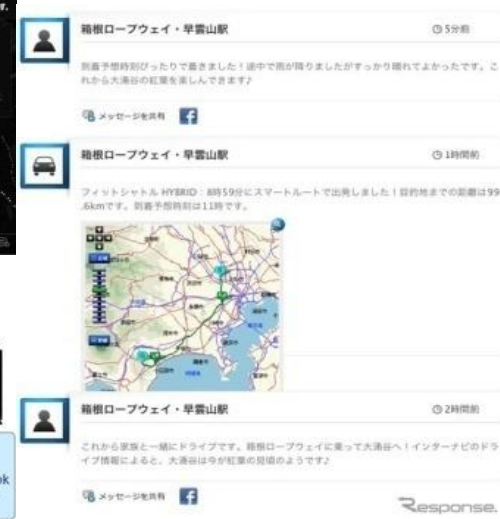 す。
箱根ロープウェイ・早雲山駅
5分前
到着予想時刻ぴったりで着きました！途中で雨が降りましたがすっかり晴れてよかったです。こ
れから大涌谷の紅葉を楽しんできます♪
メッセージを共有
箱根ロープウェイ・早雲山駅
1時間前
フィットシャトル HYBRID：8時59分にスマートルートで出発しました！目的地までの距離は99
.6kmです。到着予想時刻は11時です。
箱根ロープウェイ・早雲山駅
2時間前
これから家族と一緒にドライブです。箱根ロープウェイに乗って大涌谷へ！インターナビのドラ
イブ情報によると、大涌谷は今が紅葉の見頃のようです♪
ok
メッセージを共有
Response.